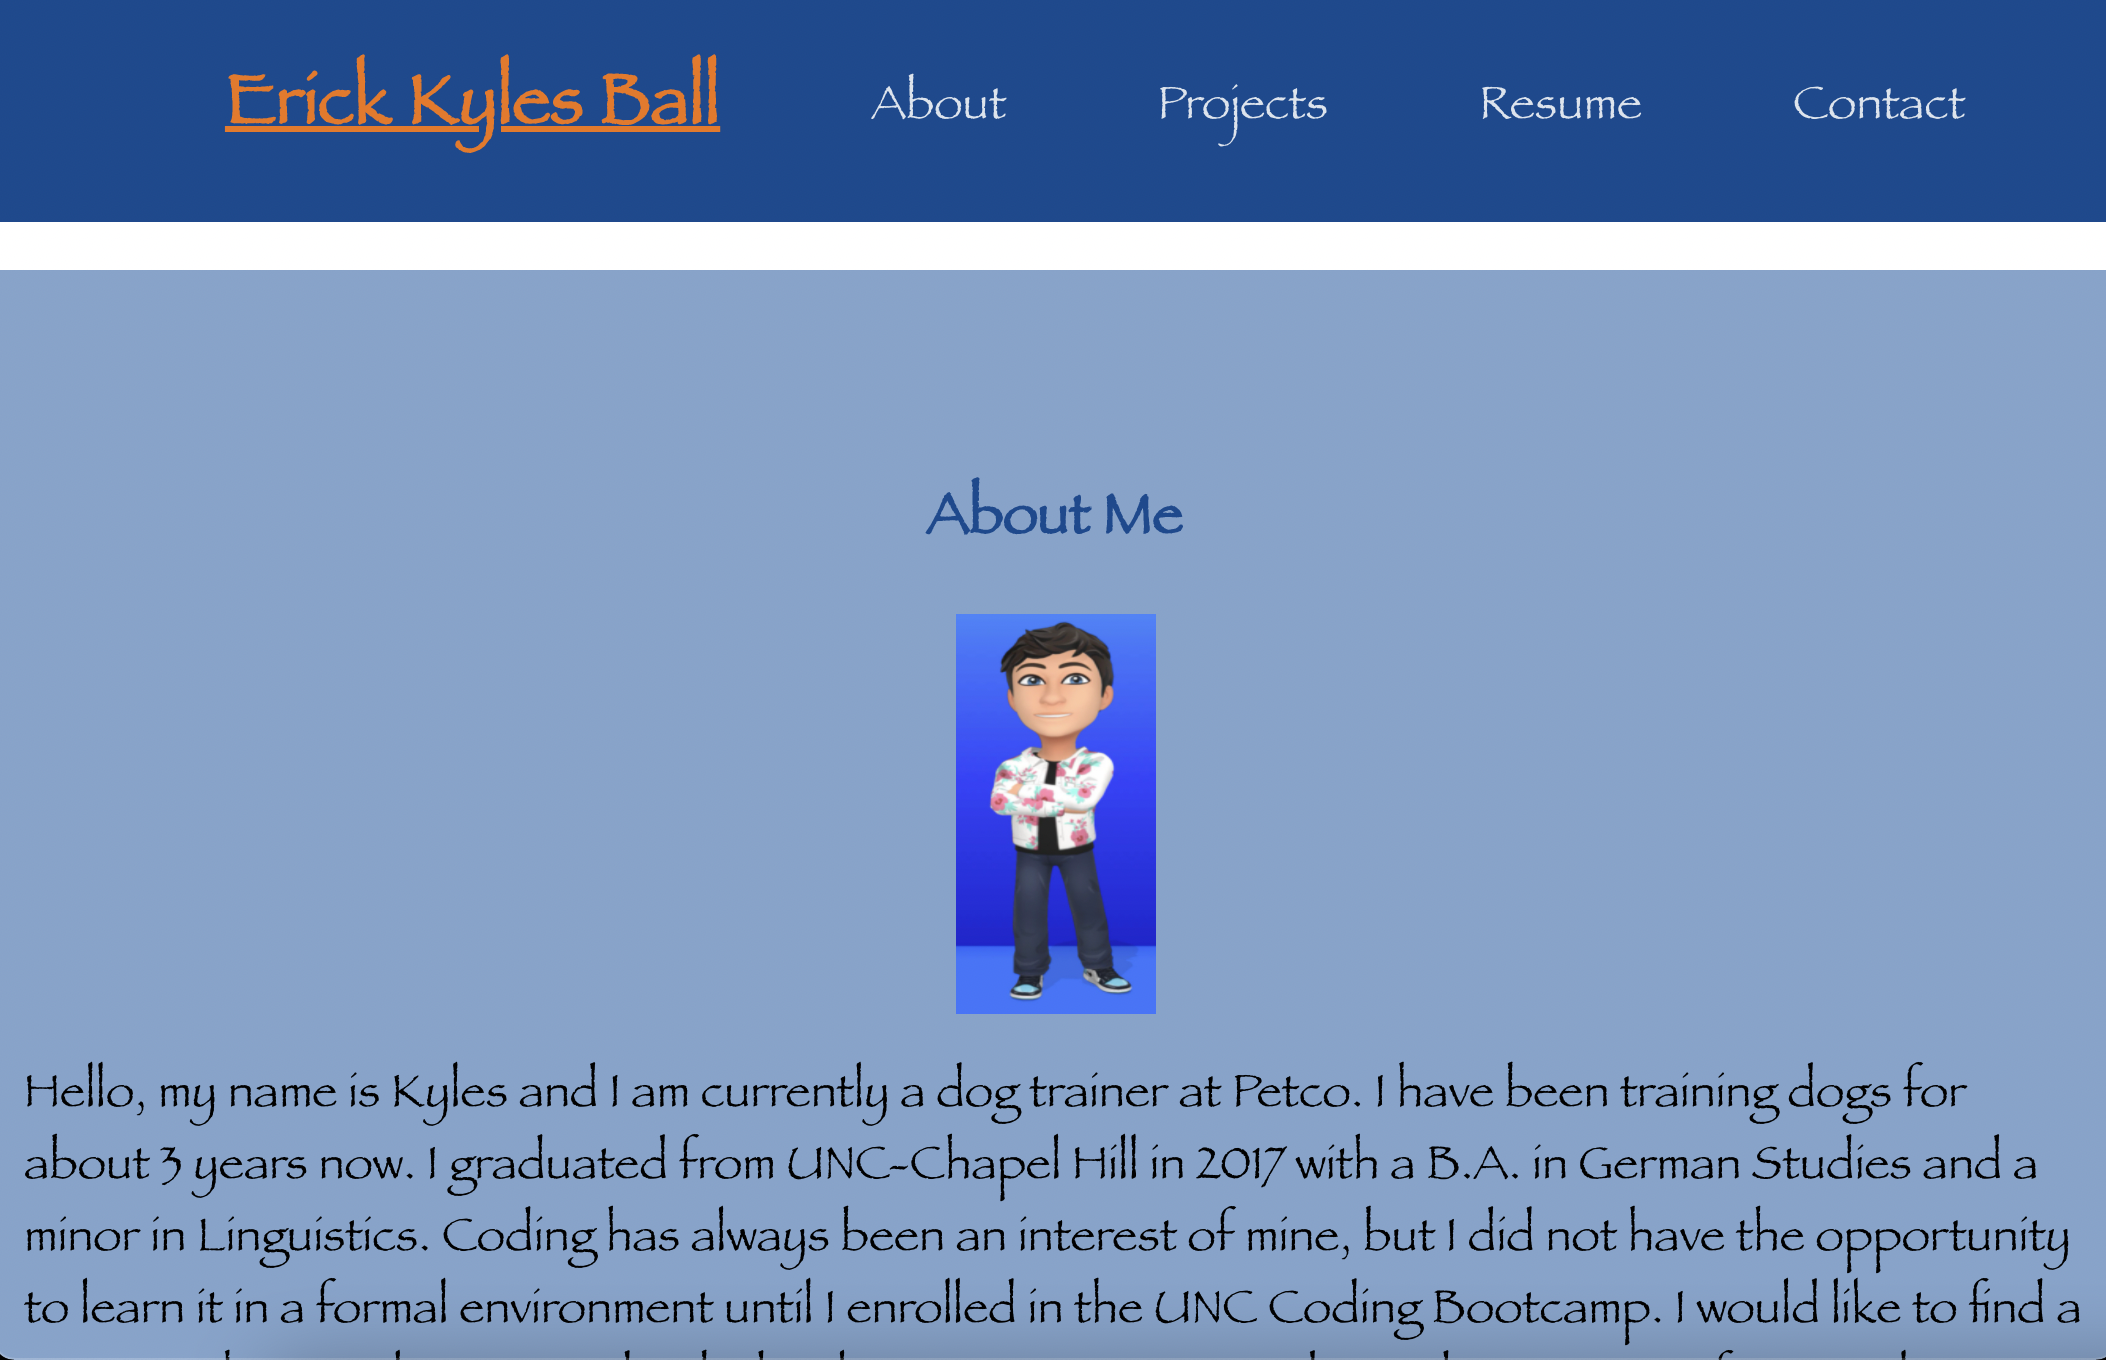 Erick Kyles Ball About Projects Resume Contact
About Me
Hello, my name is Kyles and I am currently a dog trainer at Petco. I have been training dogs for
about 3 years now. I graduated from UNC-Chapel Hill in 2017 with a B.A. in German Studies and a
minor in Linguistics. Coding has always been an interest of mine, but I did not have the opportunity
to learn it in a formal environment until I enrolled in the UNC Coding Bootcamp. I would like to find a